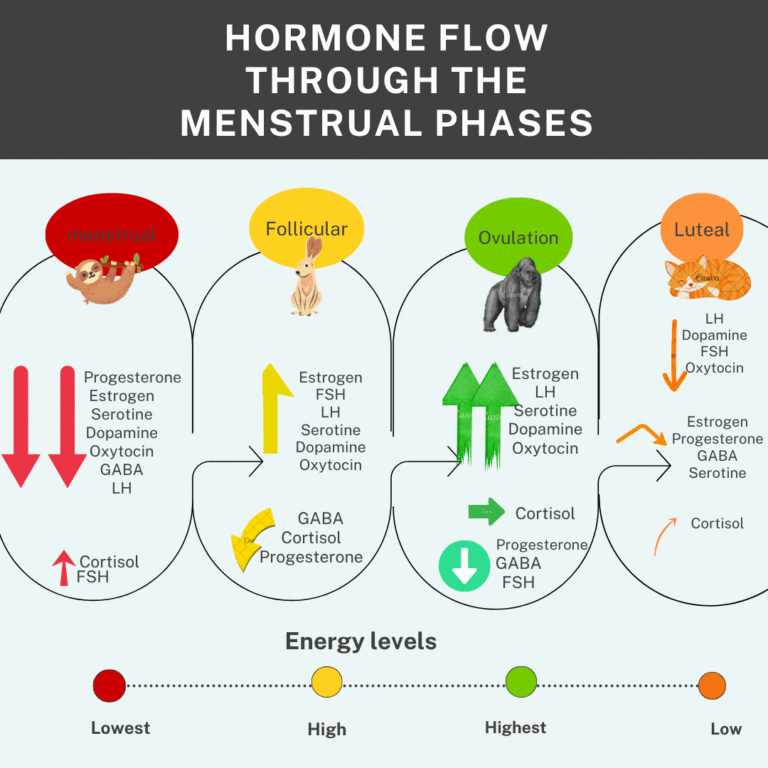 HORMONE FLOW
THROUGH THE
MENSTRUAL PHASES
menstrual
Progesterone
Estrogen
Serotine
Dopamine
Oxytocin
GABA
LH
Cortisol
FSH
Follicular
Estrogen
FSH
LH
Serotine
Dopamine
Oxytocin
GABA
Cortisol
Progesterone
Ovulation
Estrogen
LH
Serotine
Dopamine
Oxytocin
Cortisol
Progesterone
GABA
FSH
Luteal
Canva
LH
Dopamine
FSH
Oxytocin
Estrogen
Progesterone
GABA
Serotine
Cortisol
Energy levels
Lowest
High
Highest
Low